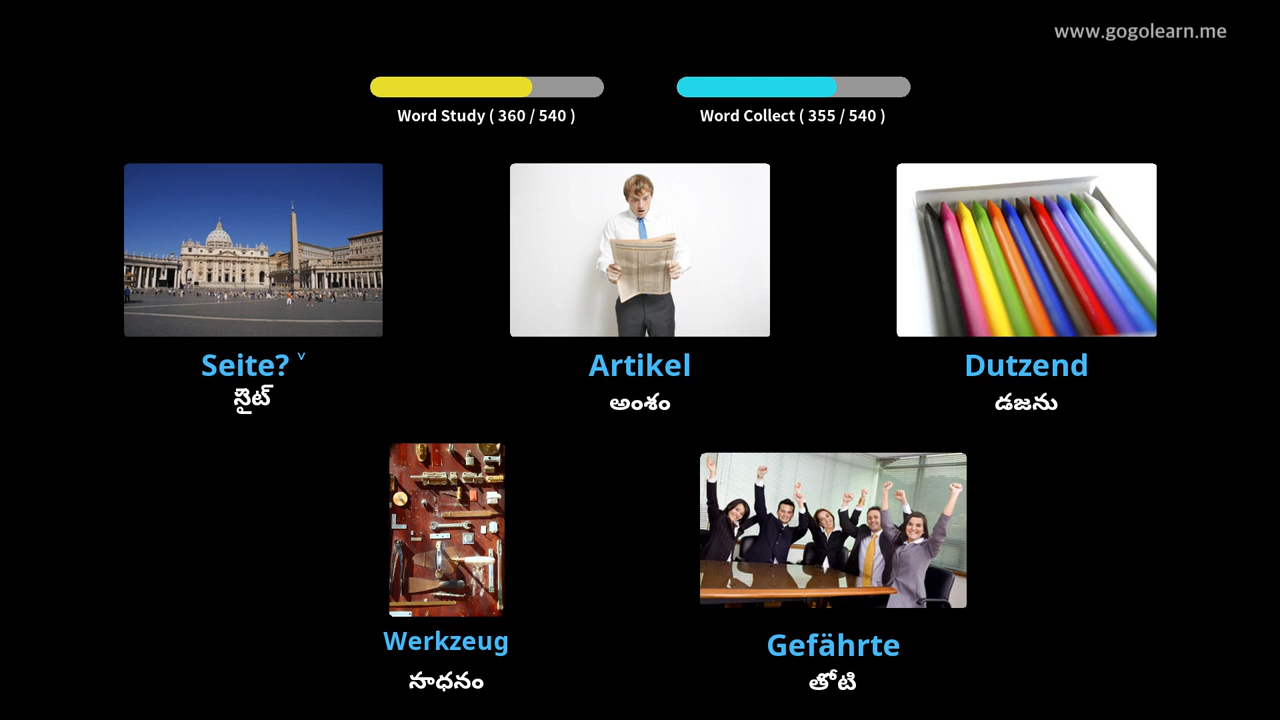 www.gogolearn.me
Word Study ( 360 / 540 )
Word Collect ( 355 / 540 )
Seite? ˅
సైట్
Artikel
అంశం
Dutzend
డజను
Werkzeug
సాధనం
Gefährte
తోటి